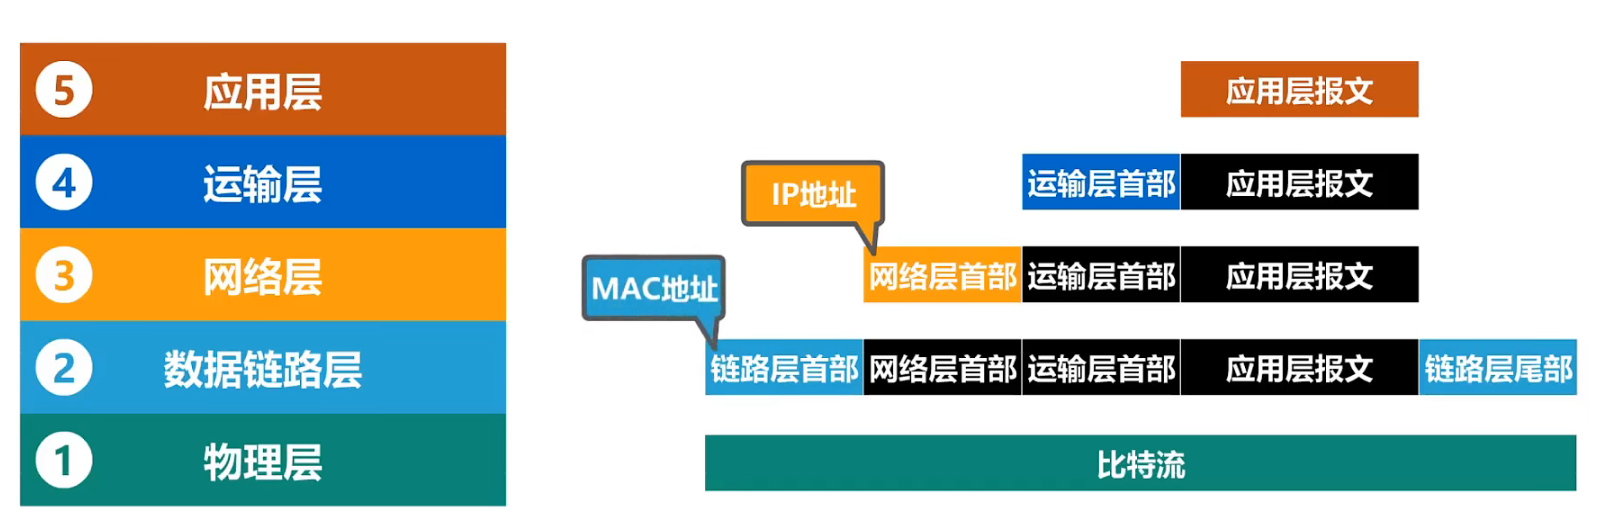 5 应用层
4 运输层
3 网络层
2 数据链路层
1 物理层
应用层报文
运输层首部 应用层报文
IP地址
网络层首部 运输层首部 应用层报文
MAC地址
链路层首部 网络层首部 运输层首部 应用层报文 链路层尾部
比特流